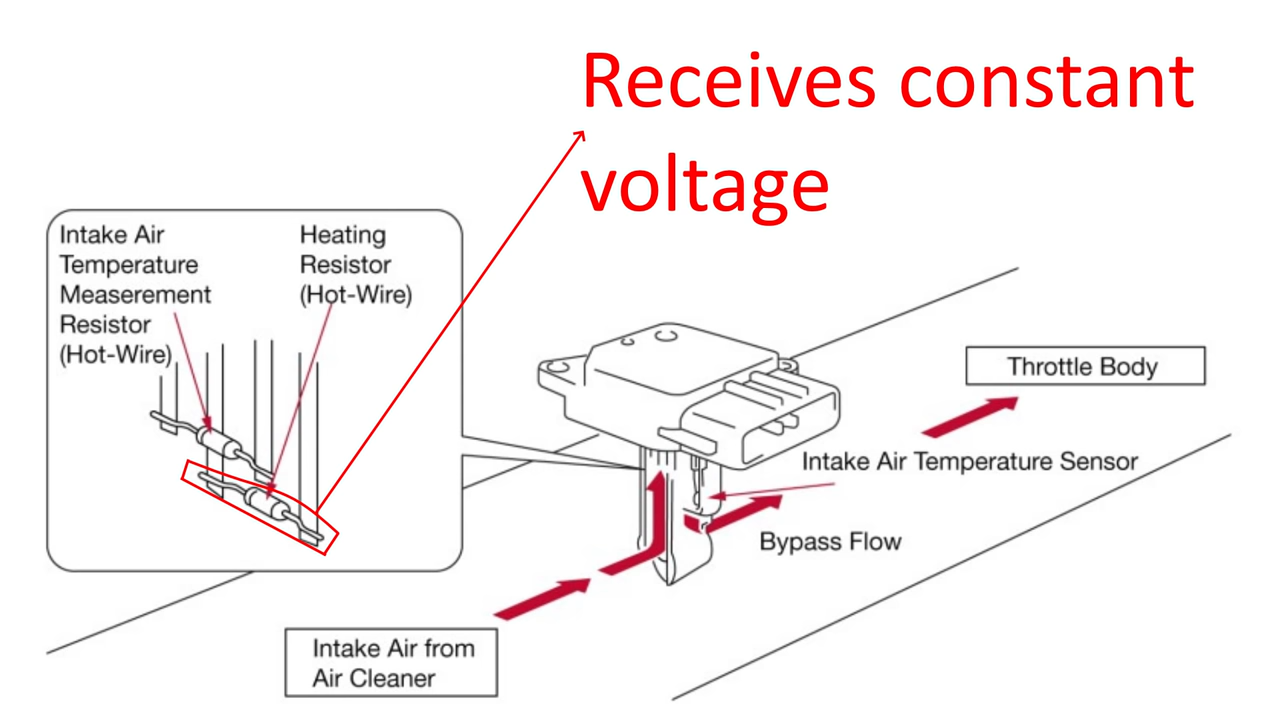 Receives constant
voltage
Intake Air
Temperature
Measerement
Resistor
(Hot-Wire)
Heating
Resistor
(Hot-Wire)
Throttle Body
Intake Air Temperature Sensor
Bypass Flow
Intake Air from
Air Cleaner